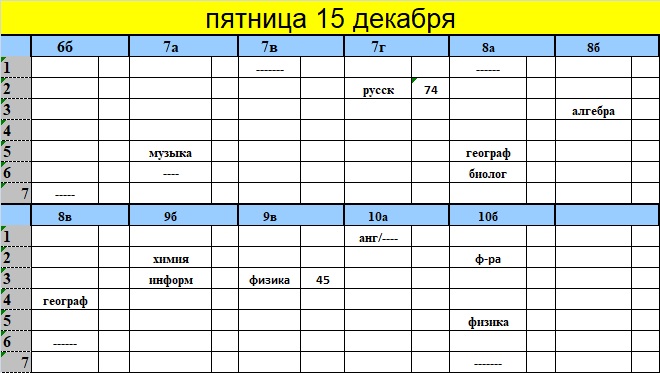 пятница 15 декабря
6б 7а 7в 7г 8а 8б
1 ------- ------
2 русск 74
3 алгебра
4
5 музыка географ
6 ---- биолог
7 -----
8в 9б 9в 10а 10б
1 анг/----
2 химия ф-ра
3 информ физика 45
4 географ
5 физика
6 ------
7 -------